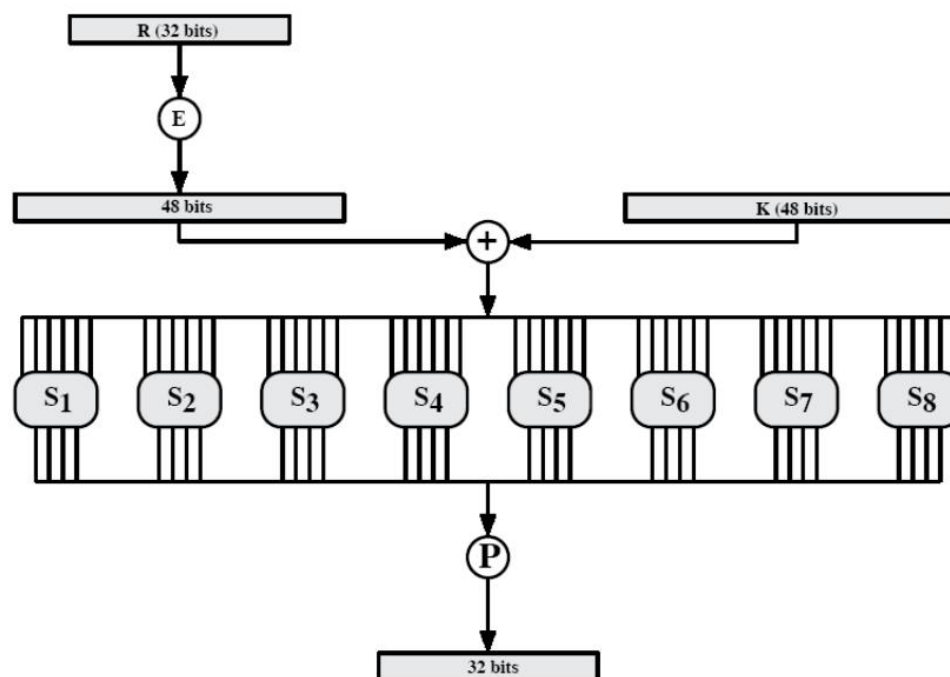 R (32 bits)
E
48 bits
K (48 bits)
+
S1 S2 S3 S4 S5 S6 S7 S8
P
32 bits